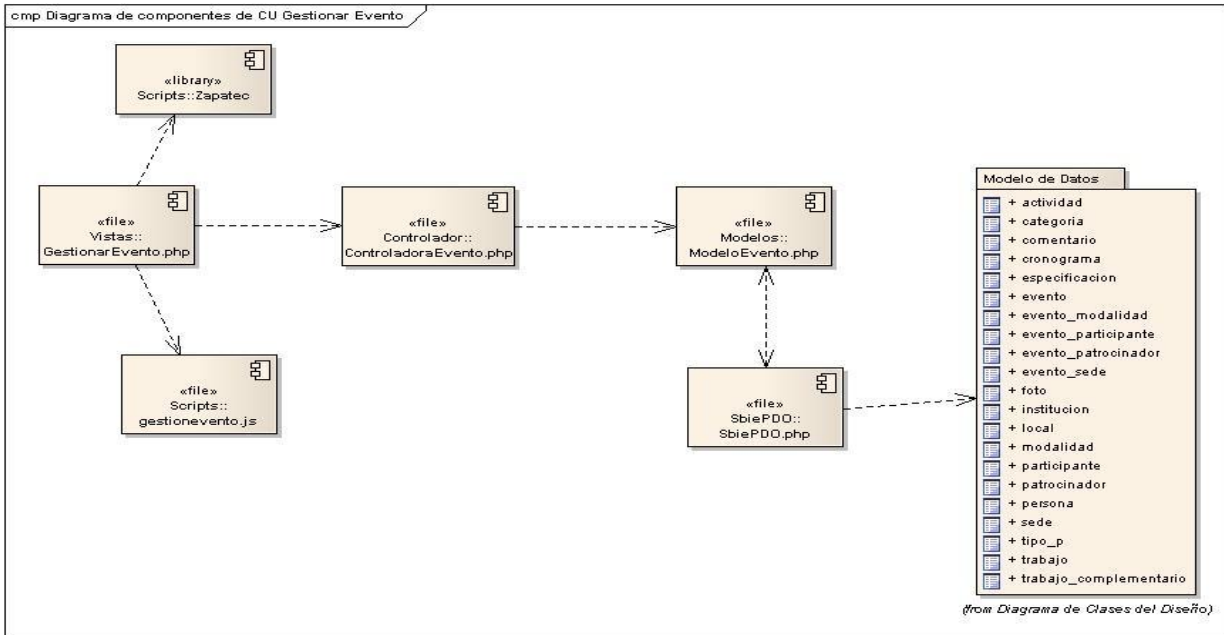 cmp Diagrama de componentes de CU Gestionar Evento
«library»
Scripts::Zapatec
«file»
Vistas::
GestionarEvento.php
«file»
Controlador::
ControladoraEvento.php
«file»
Modelos::
ModeloEvento.php
«file»
Scripts::
gestionevento.js
«file»
SbiePDO::
SbiePDO.php
Modelo de Datos
+ actividad
+ categoria
+ comentario
+ cronograma
+ especificacion
+ evento
+ evento_modalidad
+ evento_participante
+ evento_patrocinador
+ evento_sede
+ foto
+ institucion
+ local
+ modalidad
+ participante
+ patrocinador
+ persona
+ sede
+ tipo_p
+ trabajo
+ trabajo_complementario
(from Diagrama de Clases del Diseño)